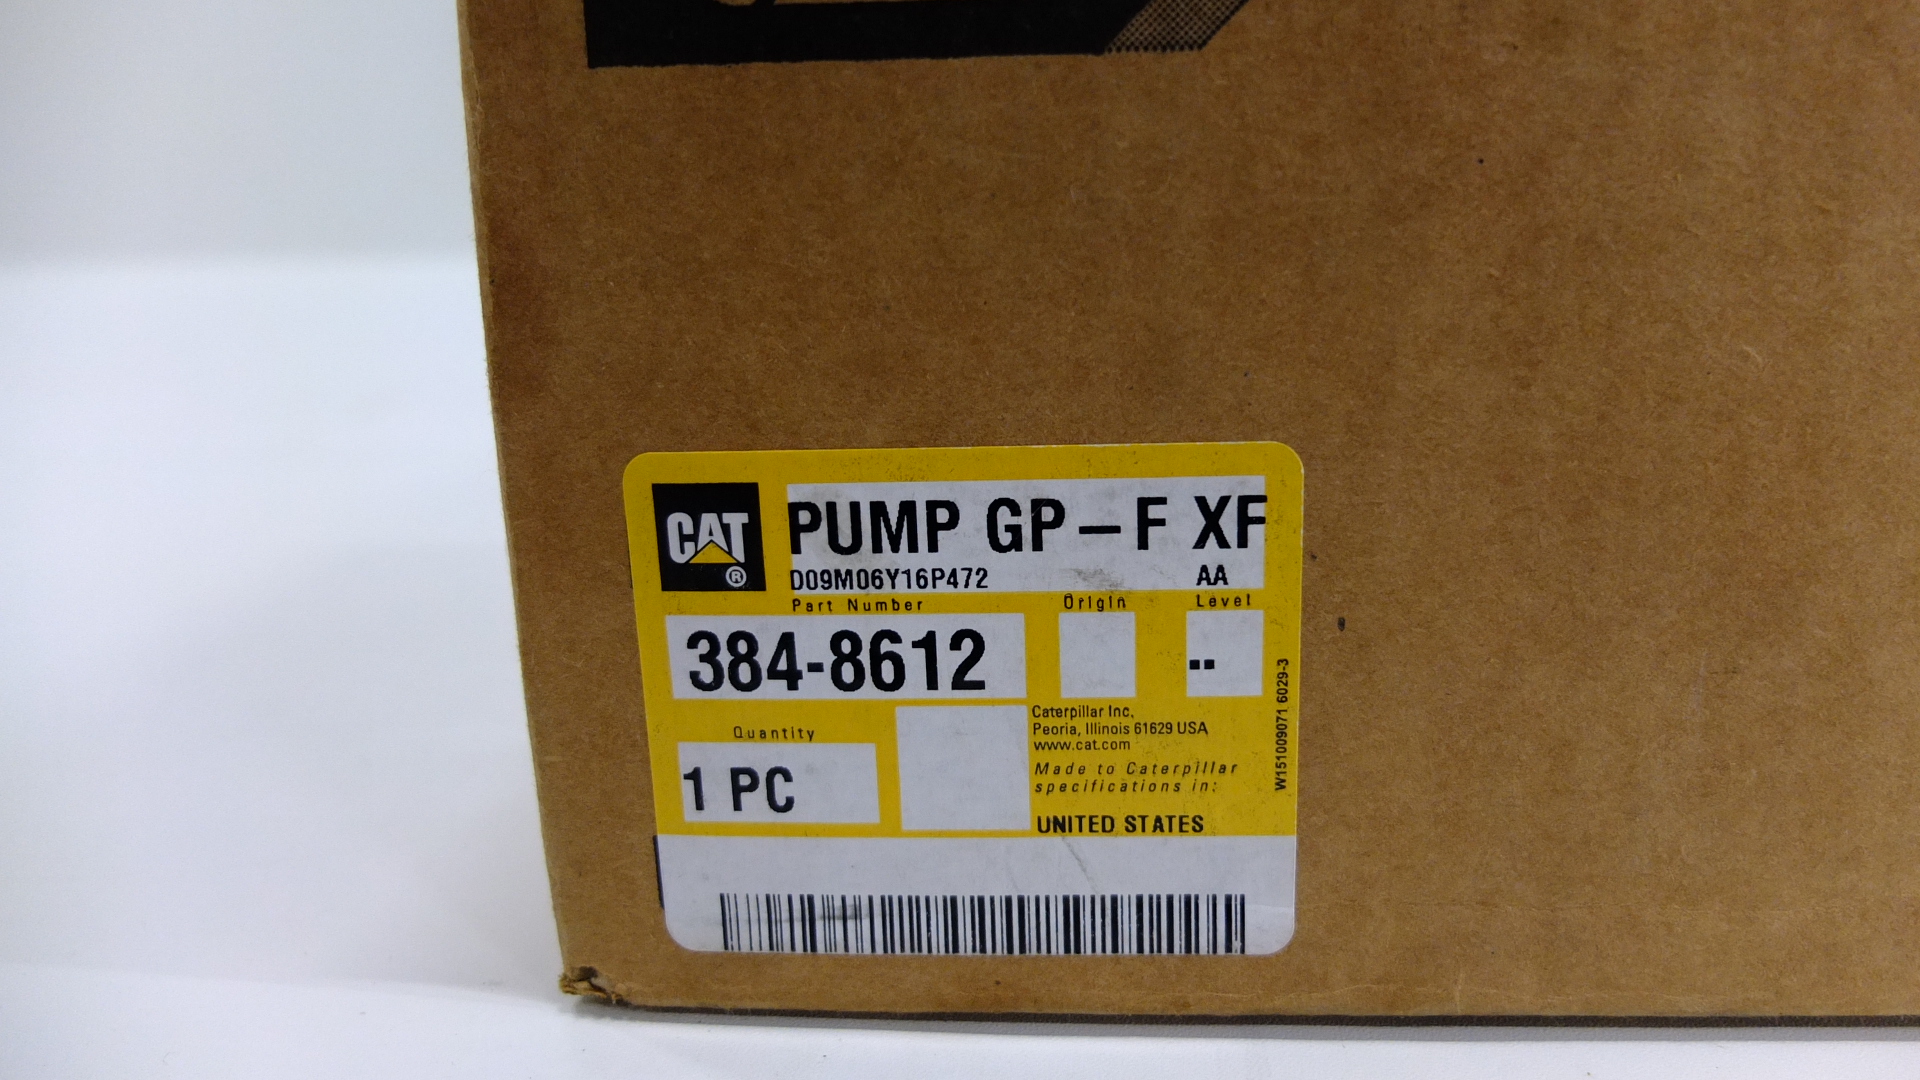 CAT ®
PUMP GP – F XF
D09M06Y16P472 AA
Part Number Origin Level
384-8612 --
Quantity
1 PC
Caterpillar Inc.
Peoria, Illinois 61629 USA
www.cat.com
Made to Caterpillar
specifications in:
UNITED STATES
W151009071 6029-3